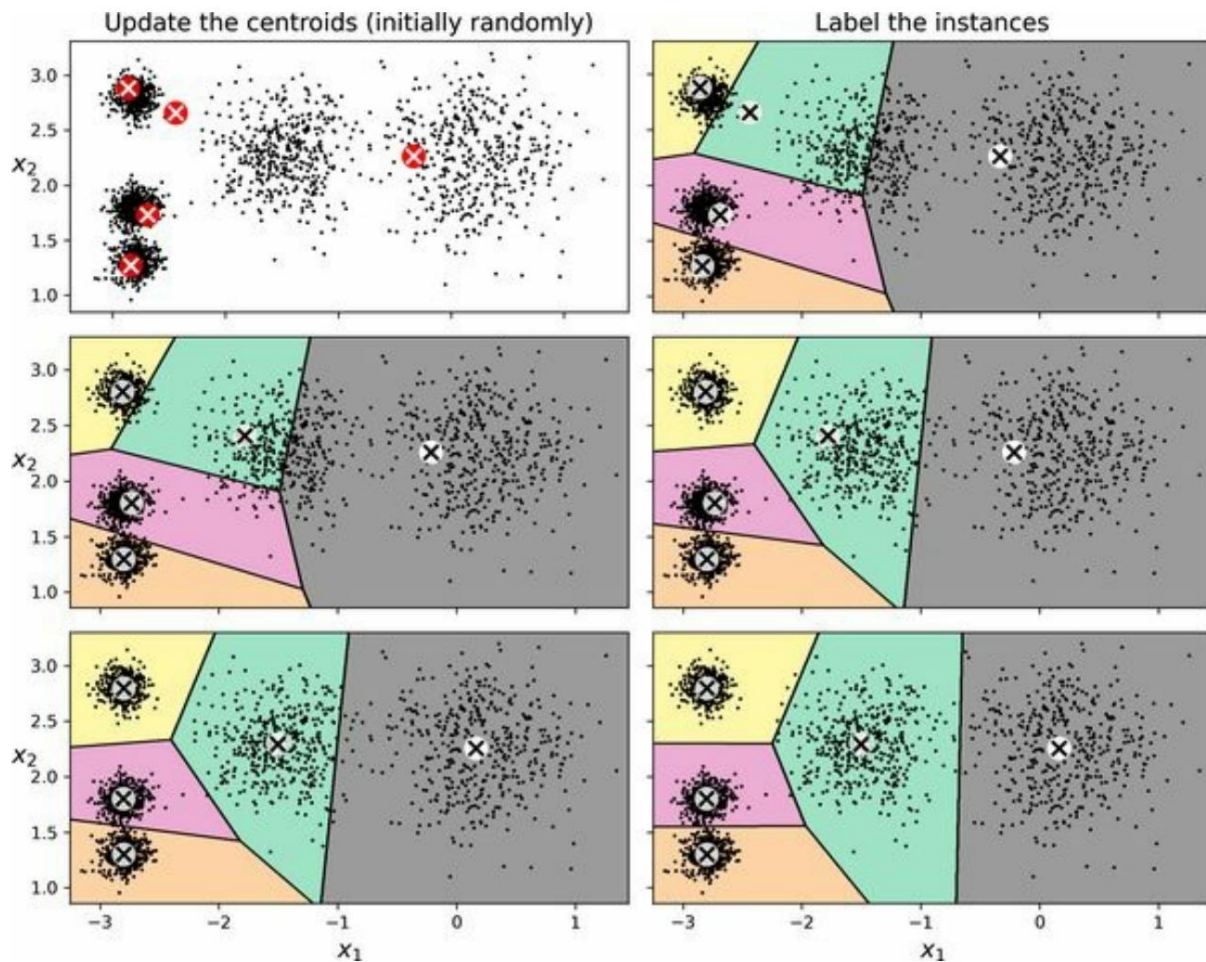 Update the centroids (initially randomly)
Label the instances
3.0
2.5
x₂
2.0
1.5
1.0
3.0
2.5
x₂
2.0
1.5
1.0
3.0
2.5
x₂
2.0
1.5
1.0
−3 −2 −1 0 1
x₁
−3 −2 −1 0 1
x₁